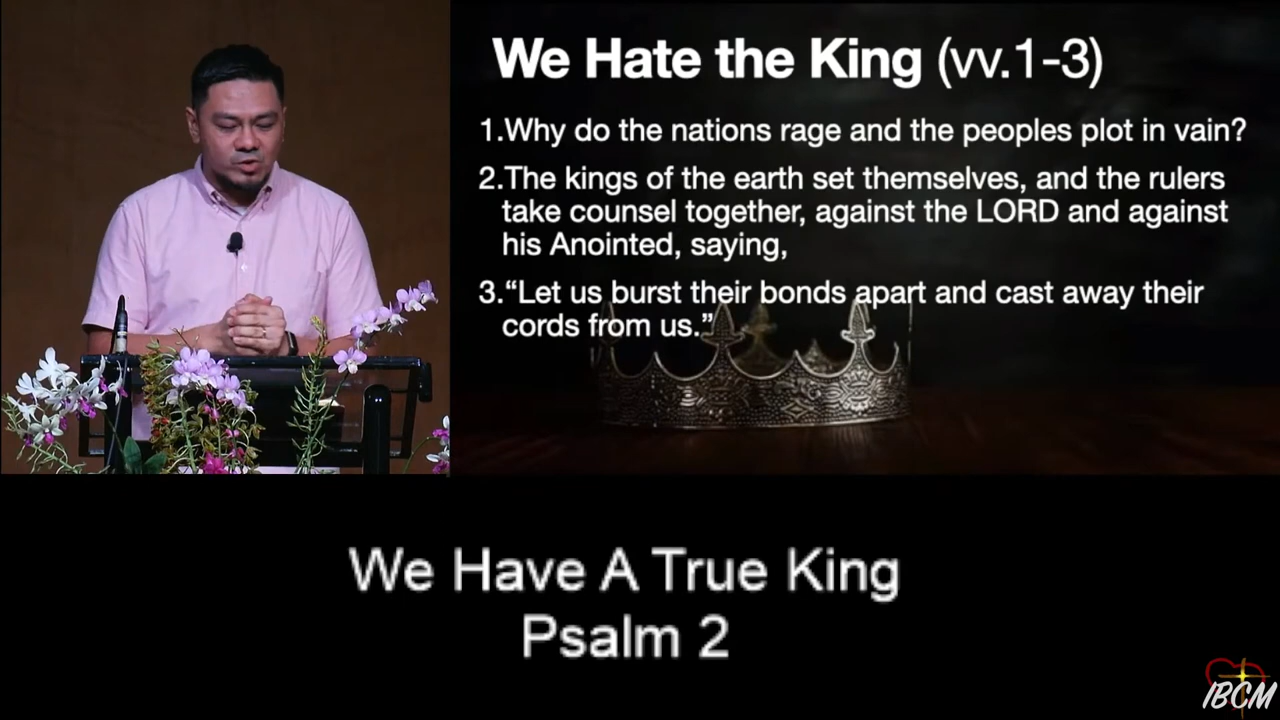 We Hate the King (vv.1-3)
1.Why do the nations rage and the peoples plot in vain?
2.The kings of the earth set themselves, and the rulers
take counsel together, against the LORD and against
his Anointed, saying,
3.“Let us burst their bonds apart and cast away their
cords from us.”
We Have A True King
Psalm 2
IBCM